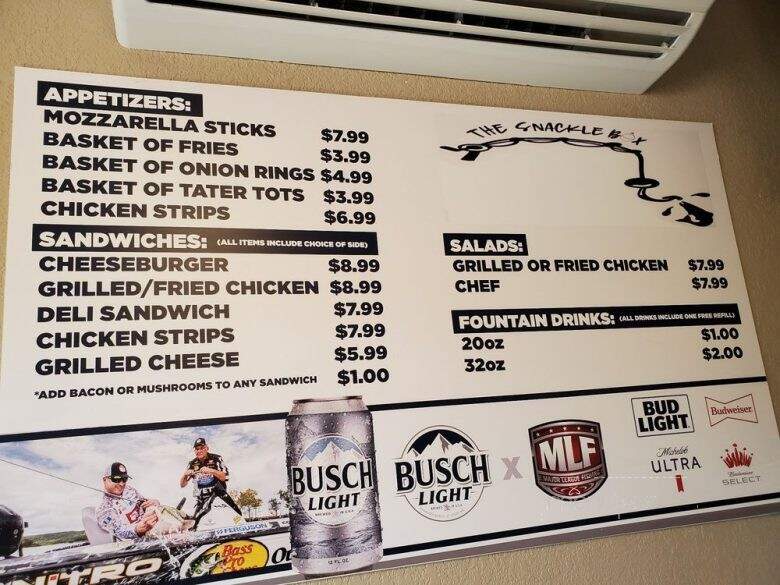 APPETIZERS:
MOZZARELLA STICKS $7.99
BASKET OF FRIES $3.99
BASKET OF ONION RINGS $4.99
BASKET OF TATER TOTS $3.99
CHICKEN STRIPS $6.99
SANDWICHES: (ALL ITEMS INCLUDE CHOICE OF SIDE)
CHEESEBURGER $8.99
GRILLED/FRIED CHICKEN $8.99
DELI SANDWICH $7.99
CHICKEN STRIPS $7.99
GRILLED CHEESE $5.99
*ADD BACON OR MUSHROOMS TO ANY SANDWICH $1.00
THE SNACKLE BOX
SALADS:
GRILLED OR FRIED CHICKEN $7.99
CHEF $7.99
FOUNTAIN DRINKS: (ALL DRINKS INCLUDE ONE FREE REFILL)
20oz $1.00
32oz $2.00
BUSCH
LIGHT
12 FL. OZ.
BUSCH
LIGHT
X
MLF
MAJOR LEAGUE FISHING
BUD
LIGHT
Budweiser
Michelob
ULTRA
Budweiser
SELECT
FERGUSON
NITRO
Bass
Pro